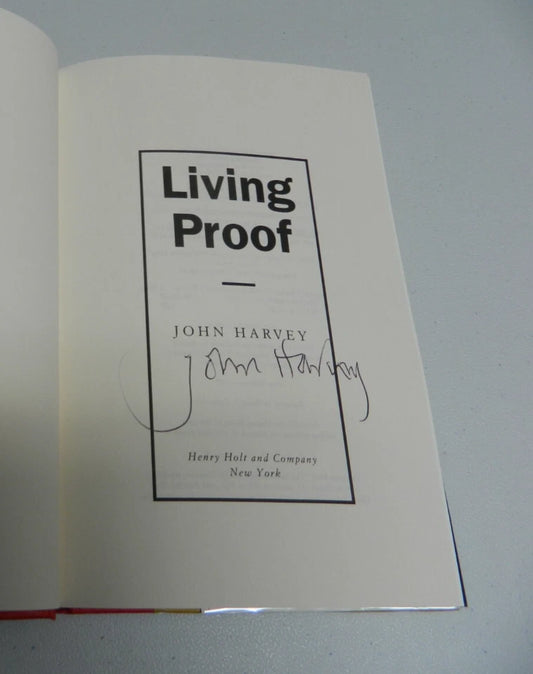 Living
Proof
JOHN HARVEY
John Harvey
Henry Holt and Company
New York